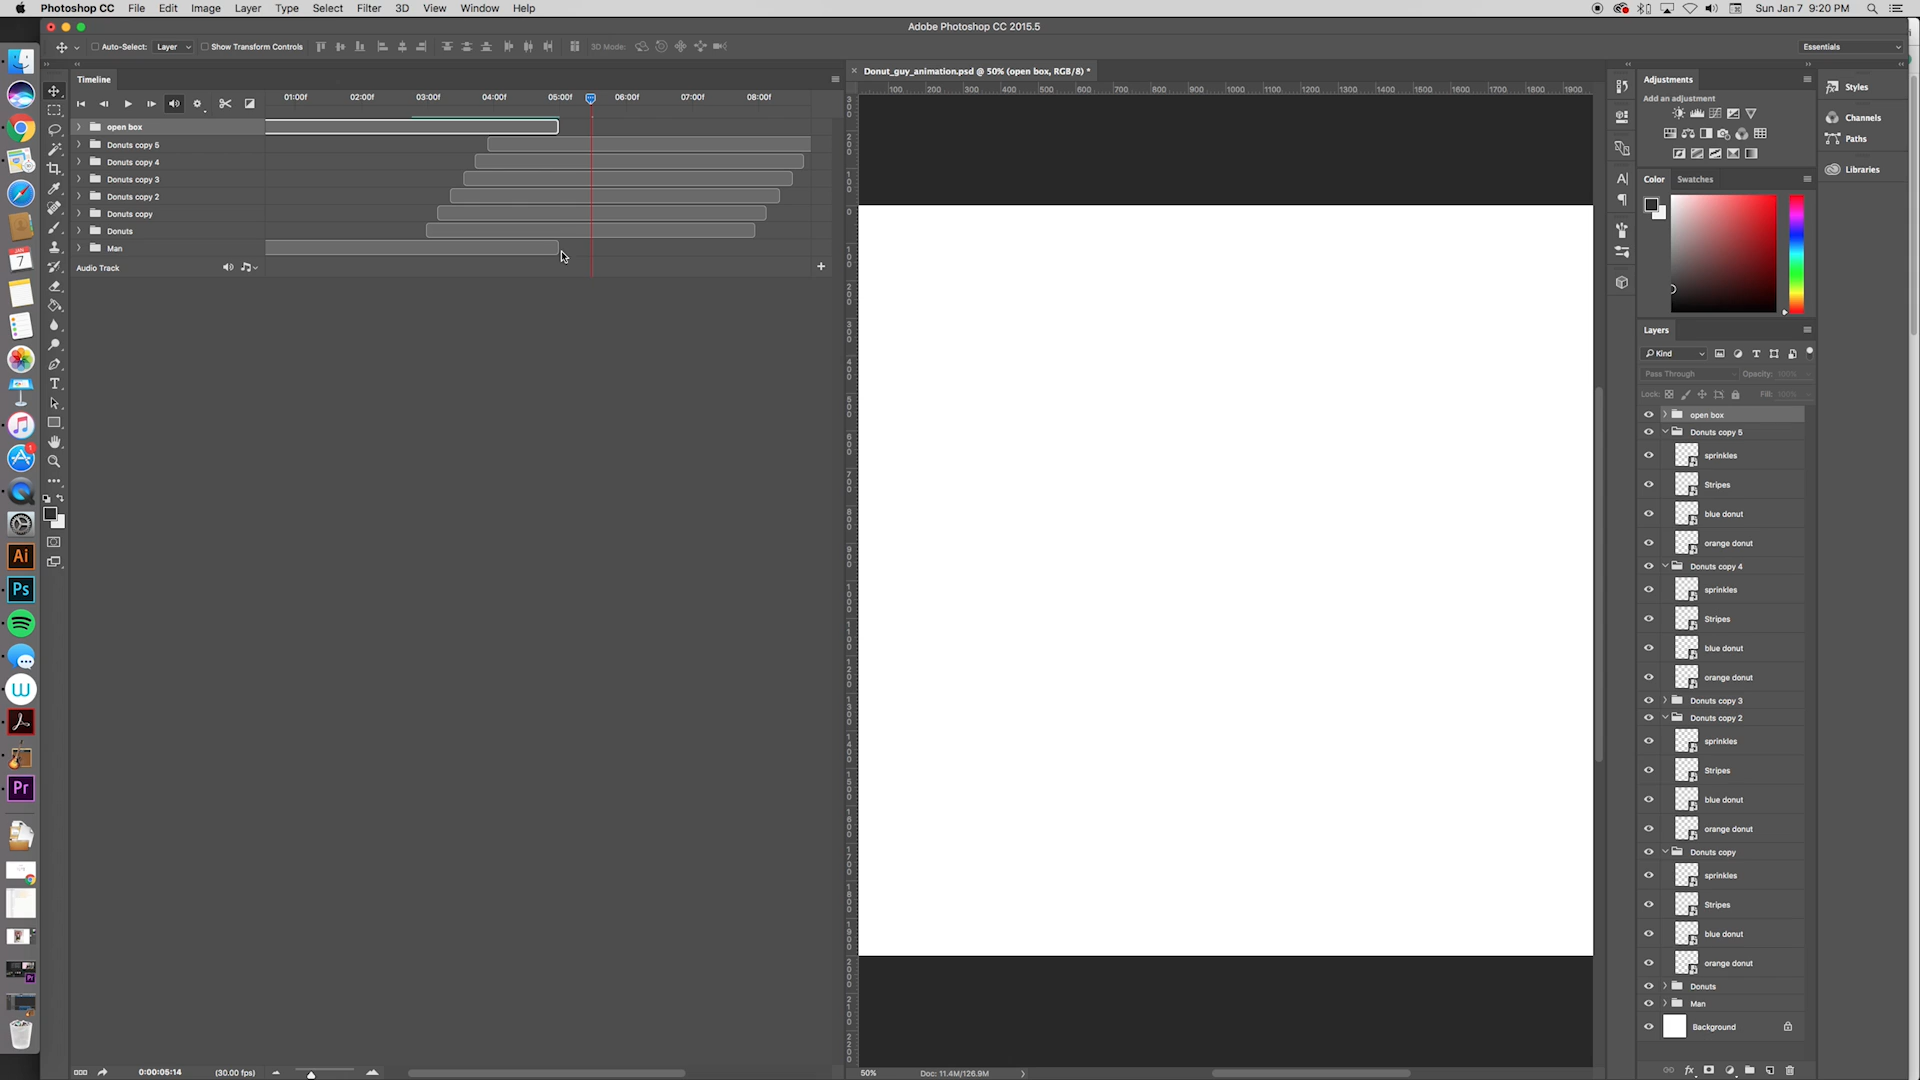 Photoshop CC File Edit Image Layer Type Select Filter 3D View Window Help
Sun Jan 7 9:20 PM
Adobe Photoshop CC 2015.5
Auto-Select: Layer Show Transform Controls
3D Mode:
Essentials
Timeline
01:00f 02:00f 03:00f 04:00f 05:00f 06:00f 07:00f 08:00f
open box
Donuts copy 5
Donuts copy 4
Donuts copy 3
Donuts copy 2
Donuts copy
Donuts
Man
Audio Track
0:00:05:14 (30.00 fps)
Donut_guy_animation.psd @ 50% (open box, RGB/8) *
100 200 300 400 500 600 700 800 900 1000 1100 1200 1300 1400 1500 1600 1700 1800 1900
50% Doc: 11.4M/126.9M
Adjustments
Add an adjustment
Color Swatches
Layers
Kind
Pass Through Opacity: 100%
Lock: Fill: 100%
open box
Donuts copy 5
sprinkles
Stripes
blue donut
orange donut
Donuts copy 4
sprinkles
Stripes
blue donut
orange donut
Donuts copy 3
Donuts copy 2
sprinkles
Stripes
blue donut
orange donut
Donuts copy
sprinkles
Stripes
blue donut
orange donut
Donuts
Man
Background
Styles
Channels
Paths
Libraries
JAN
7
1
Ai
Ps
W
Pr